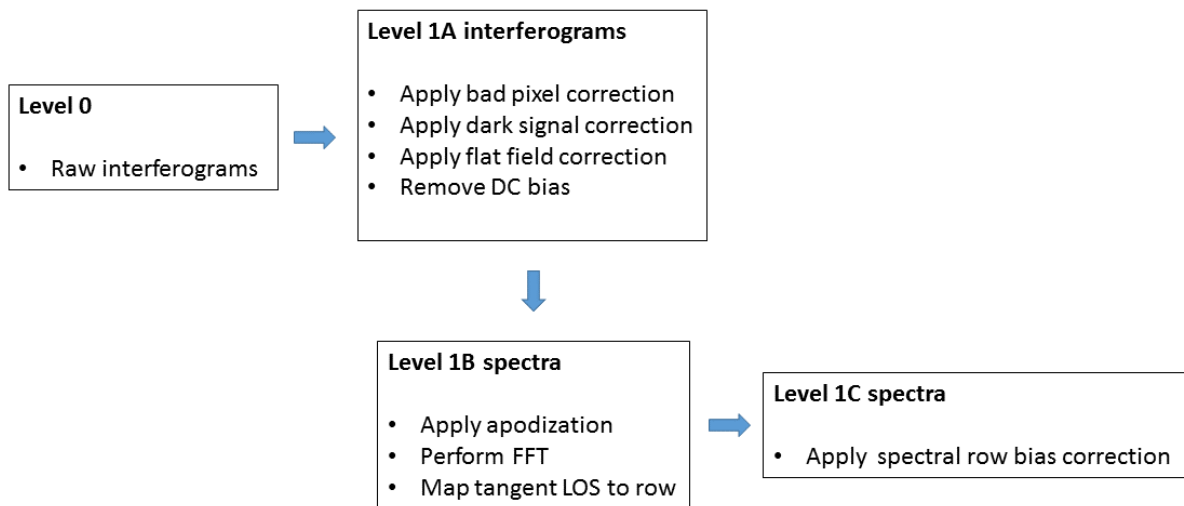 Level 0
• Raw interferograms
Level 1A interferograms
• Apply bad pixel correction
• Apply dark signal correction
• Apply flat field correction
• Remove DC bias
Level 1B spectra
• Apply apodization
• Perform FFT
• Map tangent LOS to row
Level 1C spectra
• Apply spectral row bias correction